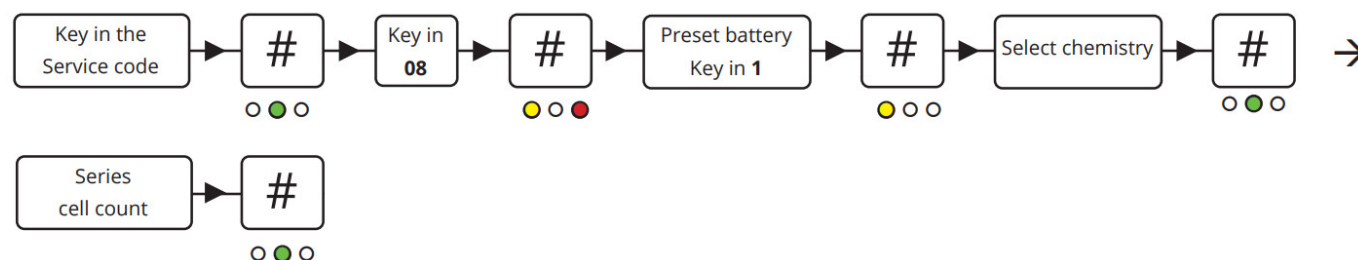 Key in the
Service code
#
Key in
08
#
Preset battery
Key in 1
#
Select chemistry
#
Series
cell count
#